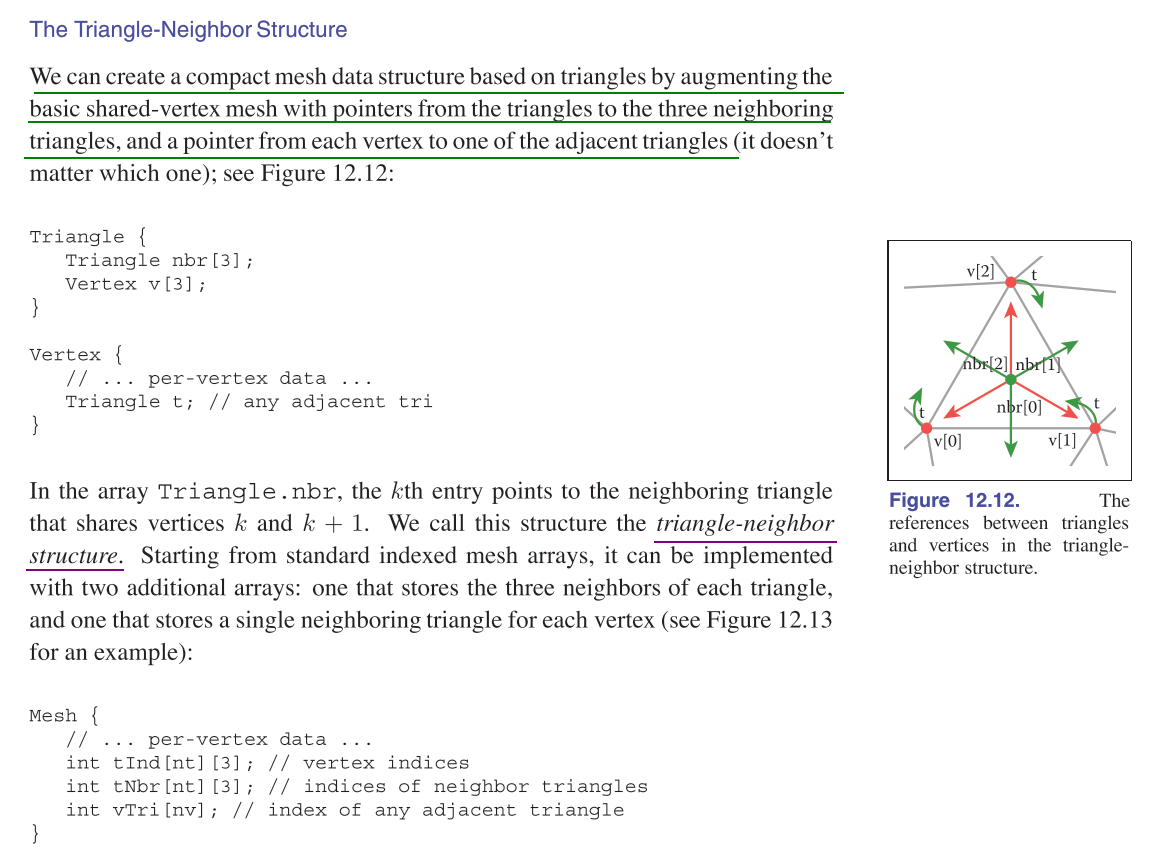 The Triangle-Neighbor Structure
We can create a compact mesh data structure based on triangles by augmenting the
basic shared-vertex mesh with pointers from the triangles to the three neighboring
triangles, and a pointer from each vertex to one of the adjacent triangles (it doesn't
matter which one); see Figure 12.12:
Triangle {
   Triangle nbr[3];
   Vertex v[3];
}
Vertex {
   // ... per-vertex data ...
   Triangle t; // any adjacent tri
}
In the array Triangle.nbr, the kth entry points to the neighboring triangle
that shares vertices k and k + 1. We call this structure the triangle-neighbor
structure. Starting from standard indexed mesh arrays, it can be implemented
with two additional arrays: one that stores the three neighbors of each triangle,
and one that stores a single neighboring triangle for each vertex (see Figure 12.13
for an example):
Mesh {
   // ... per-vertex data ...
   int tInd[nt][3]; // vertex indices
   int tNbr[nt][3]; // indices of neighbor triangles
   int vTri[nv]; // index of any adjacent triangle
}
v[2] t
nbr[2] nbr[1]
t nbr[0] t
v[0] v[1]
Figure 12.12. The
references between triangles
and vertices in the triangle-
neighbor structure.